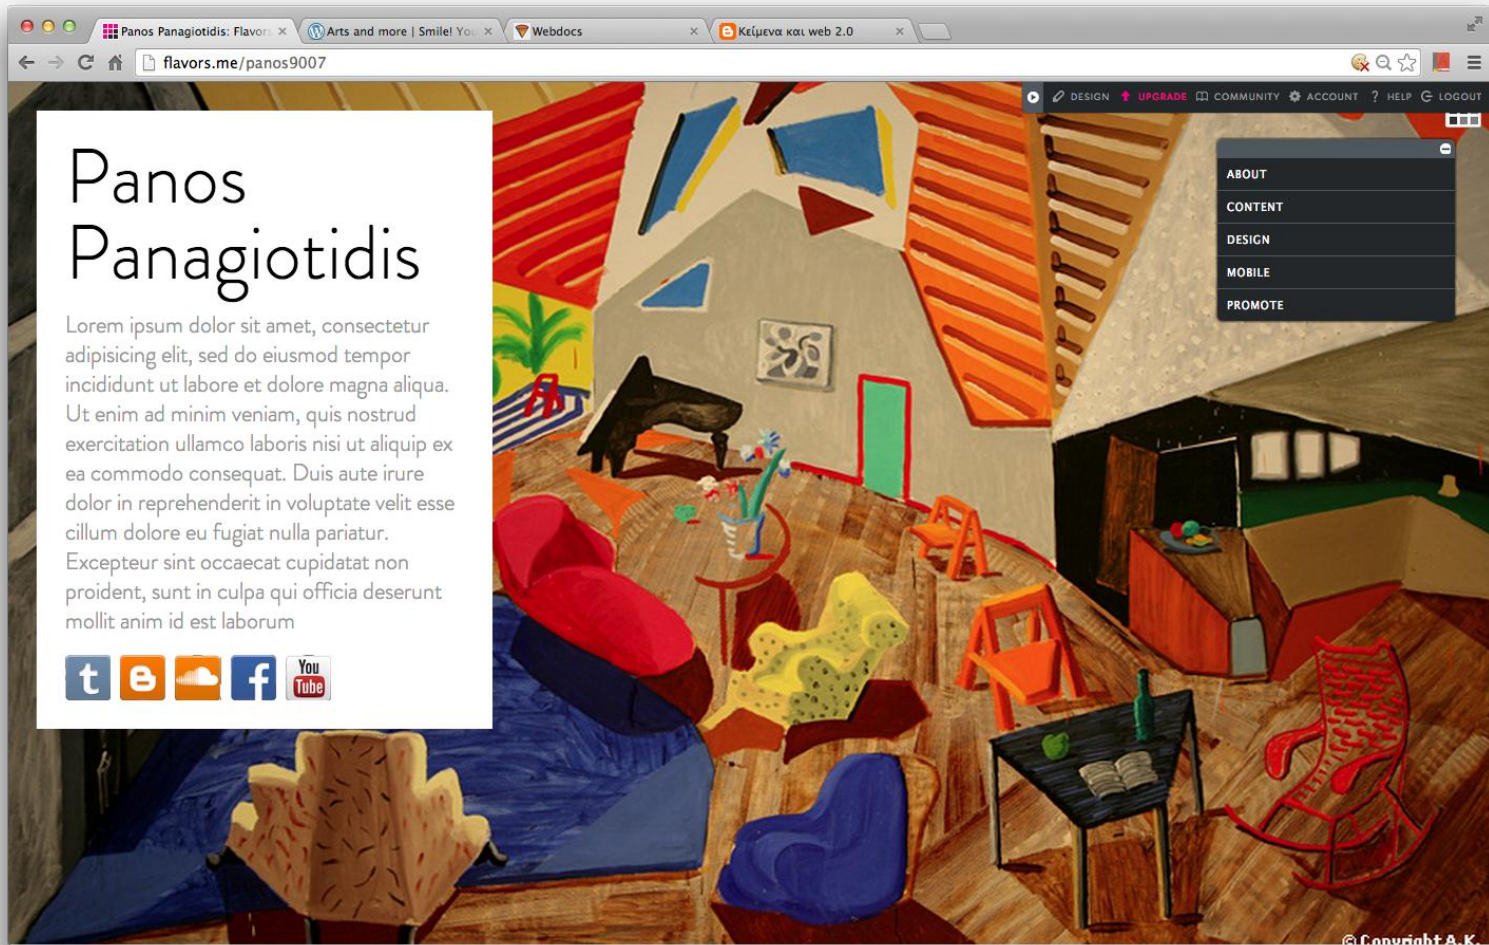 Panos Panagiotidis: Flavor
Arts and more | Smile! You
Webdocs
Κείμενα και web 2.0
flavors.me/panos9007
DESIGN
UPGRADE
COMMUNITY
ACCOUNT
? HELP
LOGOUT
ABOUT
CONTENT
DESIGN
MOBILE
PROMOTE
Panos
Panagiotidis
Lorem ipsum dolor sit amet, consectetur
adipisicing elit, sed do eiusmod tempor
incididunt ut labore et dolore magna aliqua.
Ut enim ad minim veniam, quis nostrud
exercitation ullamco laboris nisi ut aliquip ex
ea commodo consequat. Duis aute irure
dolor in reprehenderit in voluptate velit esse
cillum dolore eu fugiat nulla pariatur.
Excepteur sint occaecat cupidatat non
proident, sunt in culpa qui officia deserunt
mollit anim id est laborum
t
B
f
You
Tube
© Copyright A.K.